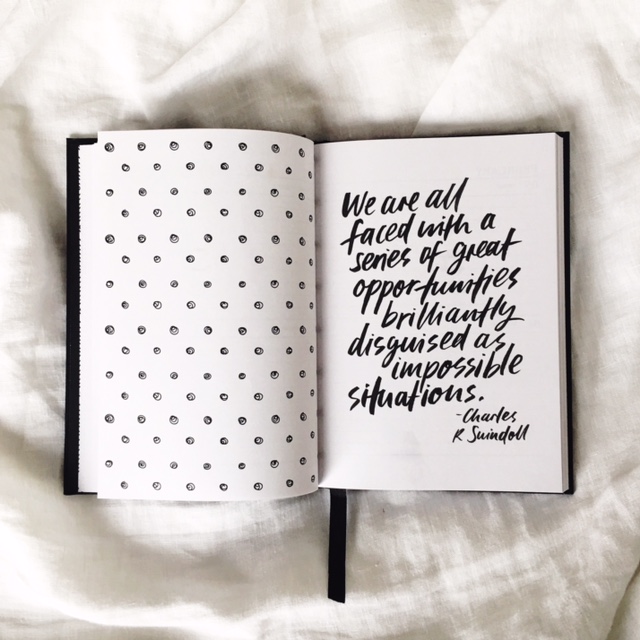 We are all
faced with a
series of great
opportunities
brilliantly
disguised as
impossible
situations.
-Charles
R Swindoll